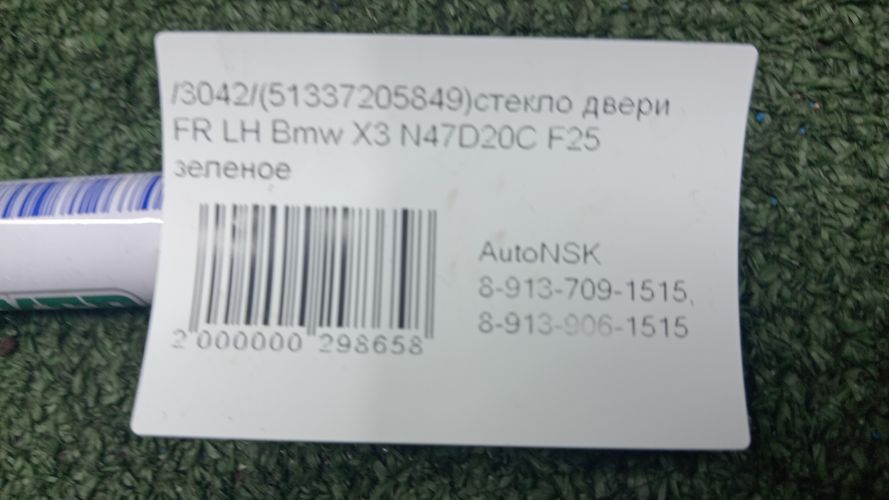 /3042/(51337205849)стекло двери
FR LH Bmw X3 N47D20C F25
зеленое
AutoNSK
8-913-709-1515,
8-913-906-1515
2 000000 298658